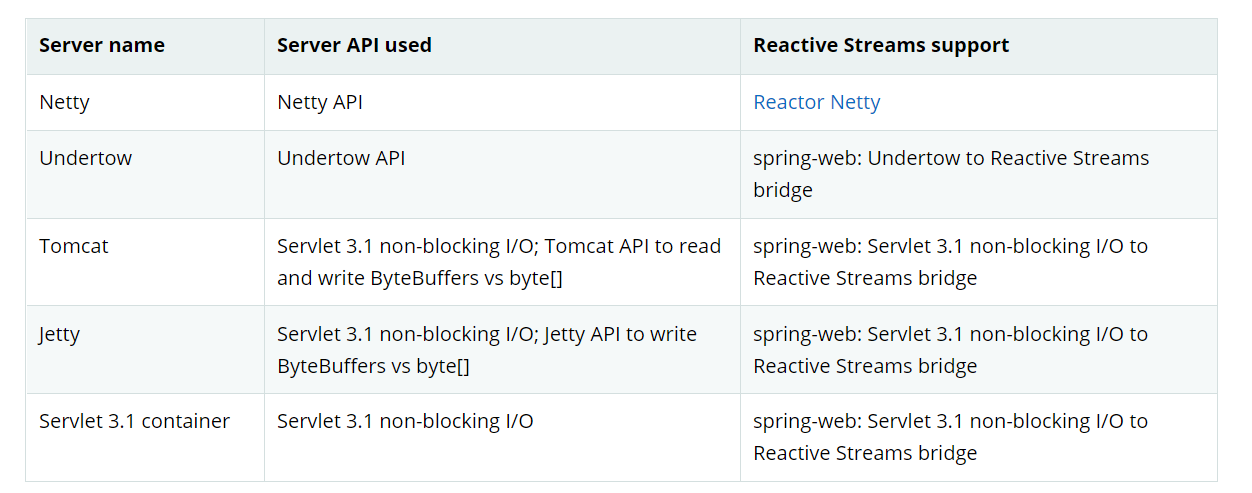 Server name Server API used Reactive Streams support
Netty Netty API Reactor Netty
Undertow Undertow API spring-web: Undertow to Reactive Streams
bridge
Tomcat Servlet 3.1 non-blocking I/O; Tomcat API to read spring-web: Servlet 3.1 non-blocking I/O to
and write ByteBuffers vs byte[] Reactive Streams bridge
Jetty Servlet 3.1 non-blocking I/O; Jetty API to write spring-web: Servlet 3.1 non-blocking I/O to
ByteBuffers vs byte[] Reactive Streams bridge
Servlet 3.1 container Servlet 3.1 non-blocking I/O spring-web: Servlet 3.1 non-blocking I/O to
Reactive Streams bridge